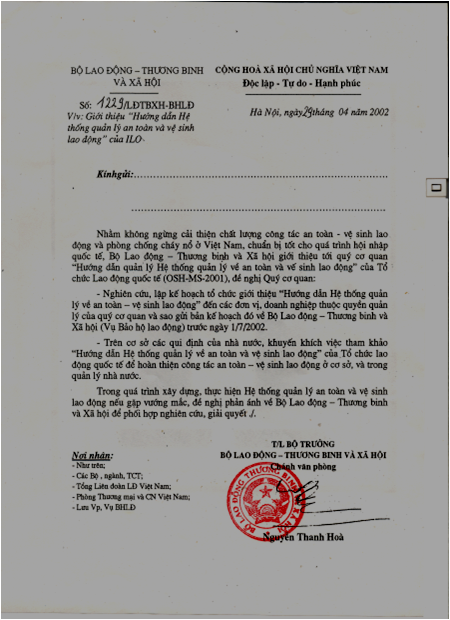 BỘ LAO ĐỘNG – THƯƠNG BINH
VÀ XÃ HỘI
CỘNG HOÀ XÃ HỘI CHỦ NGHĨA VIỆT NAM
Độc lập - Tự do - Hạnh phúc
Số: 1229/LĐTBXH-BHLĐ
V/v: Giới thiệu "Hướng dẫn Hệ
thống quản lý an toàn và vệ sinh
lao động" của ILO
Hà Nội, ngày 29 tháng 04 năm 2002
Kính gửi:
Nhằm không ngừng cải thiện chất lượng công tác an toàn - vệ sinh lao
động và phòng chống cháy nổ ở Việt Nam, chuẩn bị tốt cho quá trình hội nhập
quốc tế, Bộ Lao động – Thương binh và Xã hội giới thiệu tới quý cơ quan
"Hướng dẫn quản lý Hệ thống quản lý về an toàn và vế sinh lao động" của Tổ
chức Lao động quốc tế (OSH-MS-2001), đề nghị Quý cơ quan:
- Nghiên cứu, lập kế hoạch tổ chức giới thiệu "Hướng dẫn Hệ thống quản
lý về an toàn – vệ sinh lao động" đến các đơn vị, doanh nghiệp thuộc quyền quản
lý của quý cơ quan và sao gửi bản kế hoạch đó về Bộ Lao động – Thương binh và
Xã hội (Vụ Bảo hộ lao động) trước ngày 1/7/2002.
- Trên cơ sở các qui định của nhà nước, khuyến khích việc tham khảo
"Hướng dẫn Hệ thống quản lý về an toàn và vệ sinh lao động" của Tổ chức lao
động quốc tế để hoàn thiện công tác an toàn – vệ sinh lao động ở cơ sở, và trong
quản lý nhà nước.
Trong quá trình xây dựng, thực hiện Hệ thống quản lý an toàn và vệ sinh
lao động nếu gặp vướng mắc, đề nghị phản ánh về Bộ Lao động – Thương binh
và Xã hội để phối hợp nghiên cứu, giải quyết ./.
Nơi nhân:
- Như trên;
- Các Bộ , ngành, TCT;
- Tổng Liên đoàn LĐ Việt Nam;
- Phòng Thương mại và CN Việt Nam;
- Lưu Vp, Vụ BHLĐ
T/L BỘ TRƯỞNG
BỘ LAO ĐỘNG – THƯƠNG BINH VÀ XÃ HỘI
Chánh văn phòng
BỘ LAO ĐỘNG THƯƠNG BINH VÀ XÃ HỘI
Nguyễn Thanh Hoà